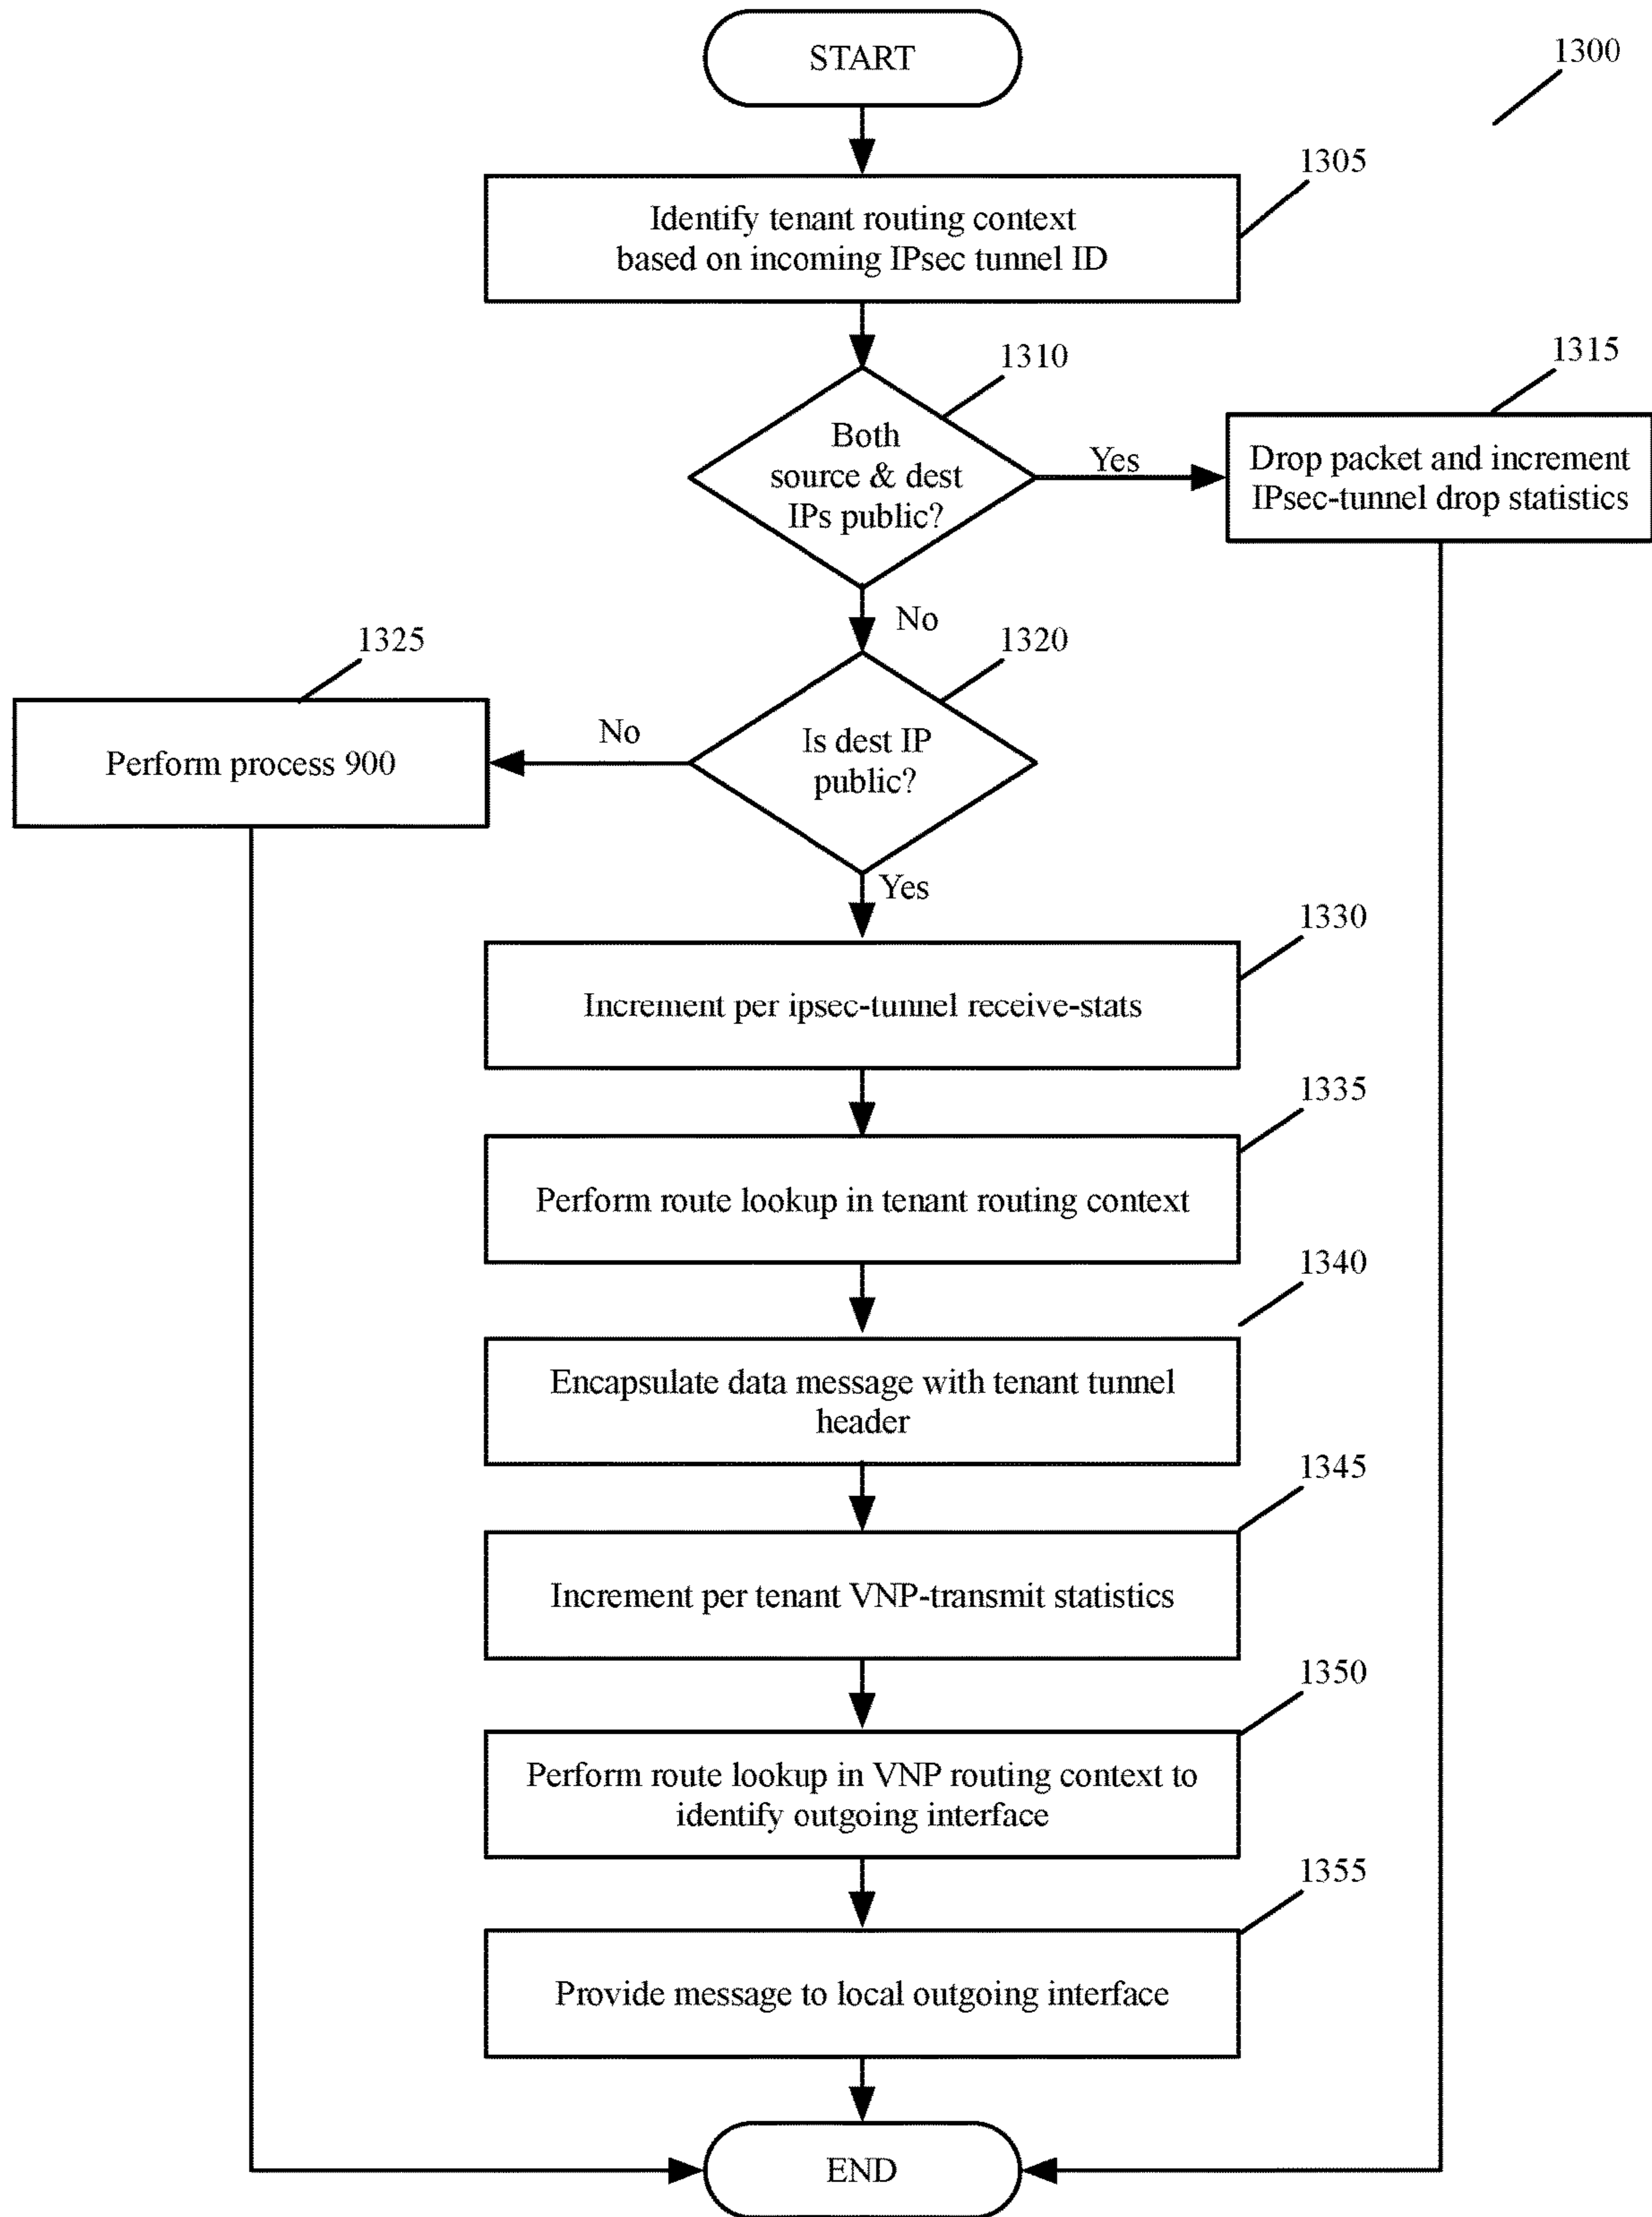 START
1300
1305
Identify tenant routing context
based on incoming IPsec tunnel ID
1310
1315
Both
source & dest
IPs public?
Yes
Drop packet and increment
IPsec-tunnel drop statistics
No
1320
1325
Is dest IP
public?
No
Perform process 900
Yes
1330
Increment per ipsec-tunnel receive-stats
1335
Perform route lookup in tenant routing context
1340
Encapsulate data message with tenant tunnel
header
1345
Increment per tenant VNP-transmit statistics
1350
Perform route lookup in VNP routing context to
identify outgoing interface
1355
Provide message to local outgoing interface
END